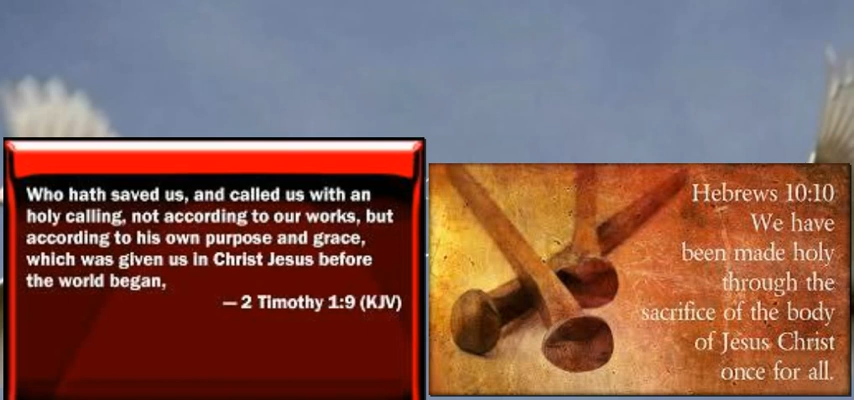 Who hath saved us, and called us with an
holy calling, not according to our works, but
according to his own purpose and grace,
which was given us in Christ Jesus before
the world began,
— 2 Timothy 1:9 (KJV)
Hebrews 10:10
We have
been made holy
through the
sacrifice of the body
of Jesus Christ
once for all.